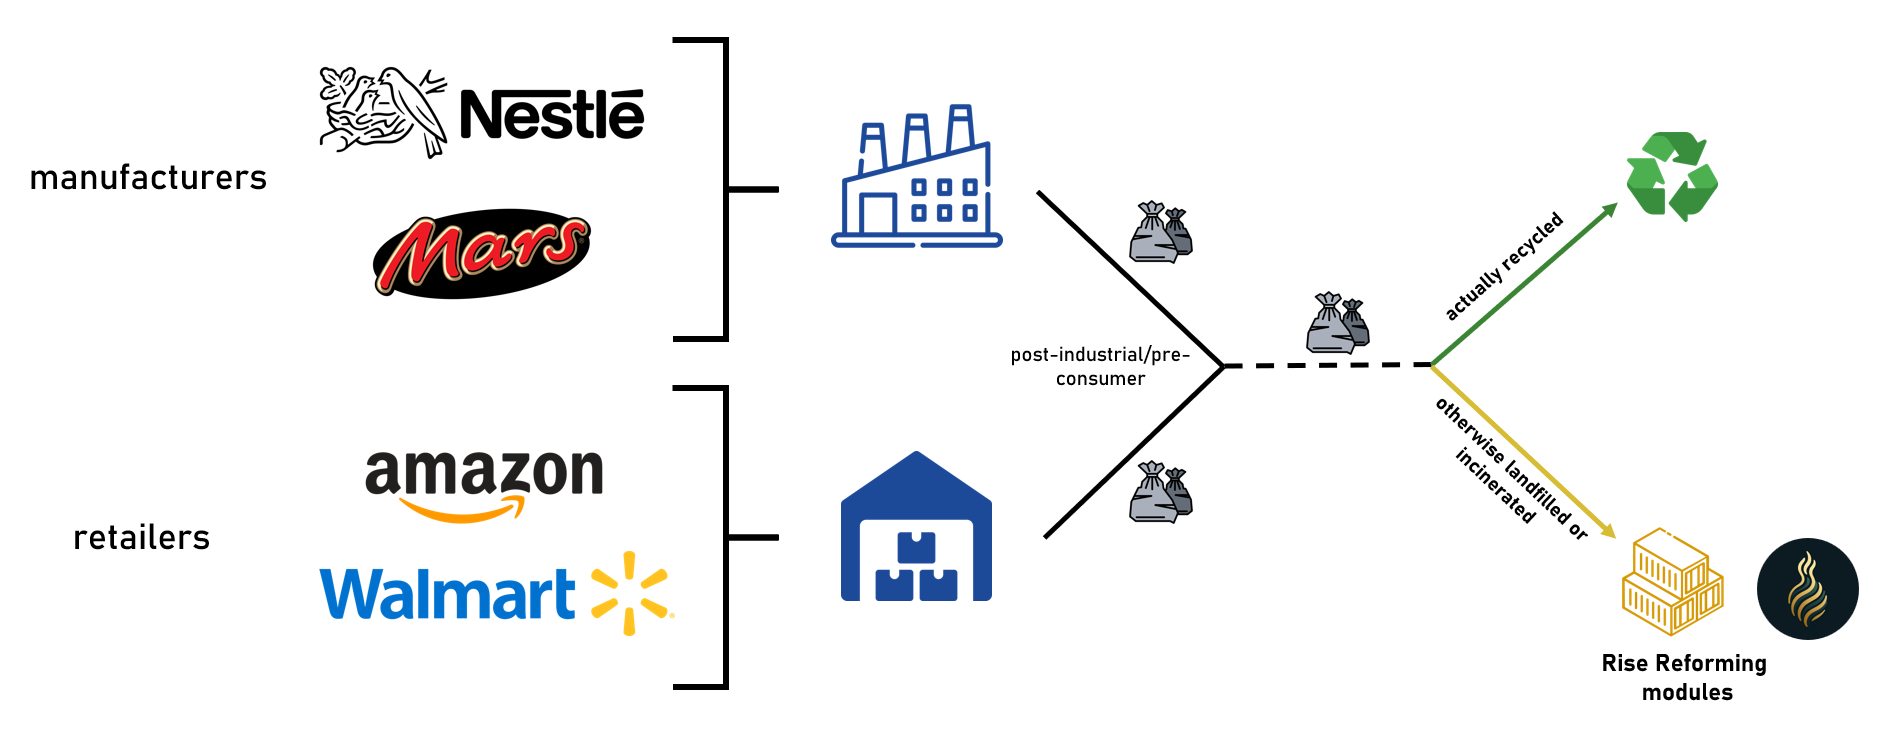 manufacturers
Nestlé
Mars
retailers
amazon
Walmart
post-industrial/pre-
consumer
actually recycled
otherwise landfilled or
incinerated
Rise Reforming
modules